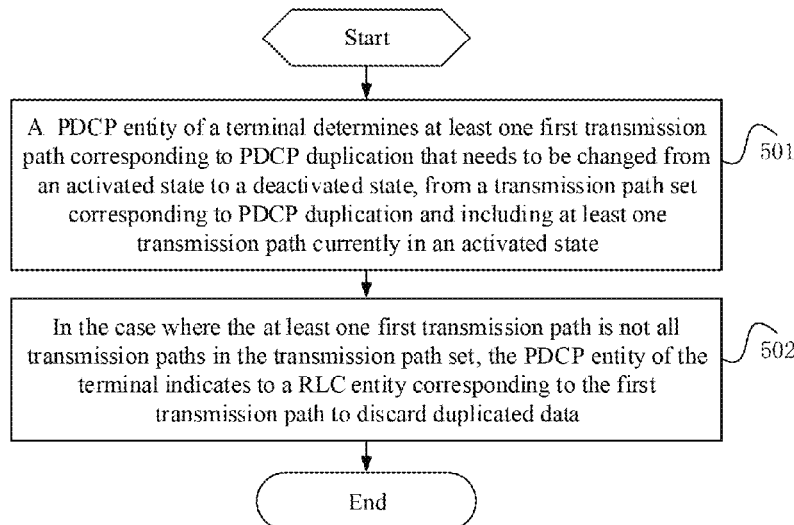 Start
A PDCP entity of a terminal determines at least one first transmission
path corresponding to PDCP duplication that needs to be changed from
an activated state to a deactivated state, from a transmission path set
corresponding to PDCP duplication and including at least one
transmission path currently in an activated state
501
In the case where the at least one first transmission path is not all
transmission paths in the transmission path set, the PDCP entity of the
terminal indicates to a RLC entity corresponding to the first
transmission path to discard duplicated data
502
End